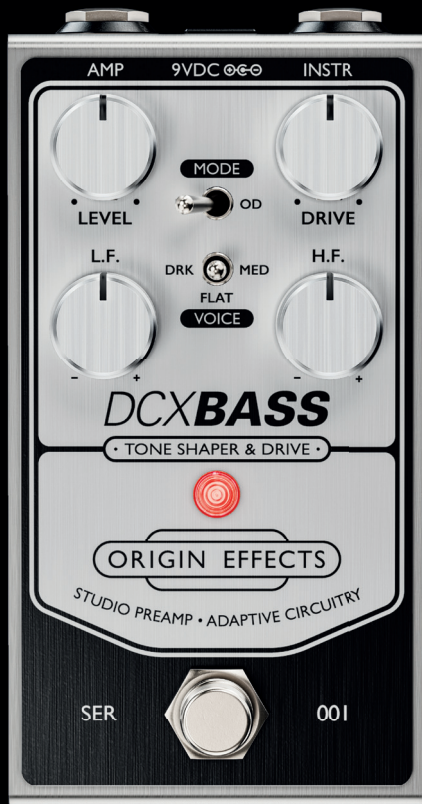 AMP 9VDC INSTR
MODE
OD
LEVEL DRIVE
L.F. H.F.
DRK MED
FLAT
VOICE
- + - +
DCXBASS
• TONE SHAPER & DRIVE •
ORIGIN EFFECTS
STUDIO PREAMP • ADAPTIVE CIRCUITRY
SER 001